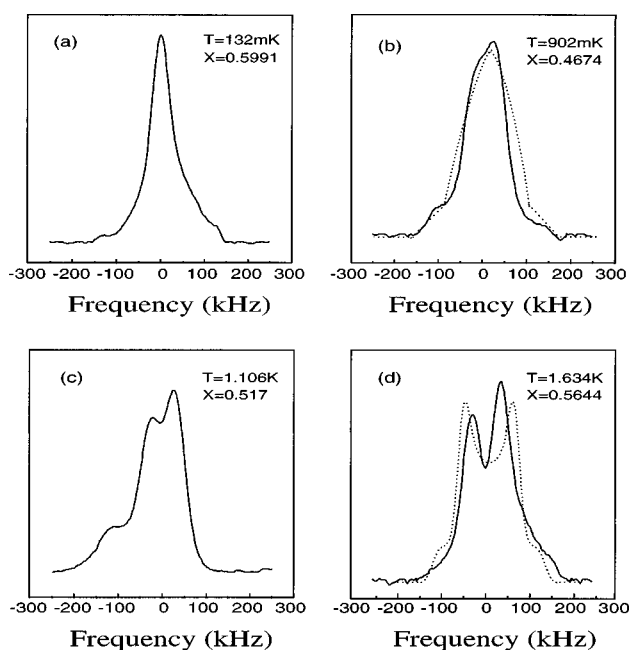 (a)
T=132mK
X=0.5991
-300 -200 -100 0 100 200 300
Frequency (kHz)
(b)
T=902mK
X=0.4674
-300 -200 -100 0 100 200 300
Frequency (kHz)
(c)
T=1.106K
X=0.517
-300 -200 -100 0 100 200 300
Frequency (kHz)
(d)
T=1.634K
X=0.5644
-300 -200 -100 0 100 200 300
Frequency (kHz)